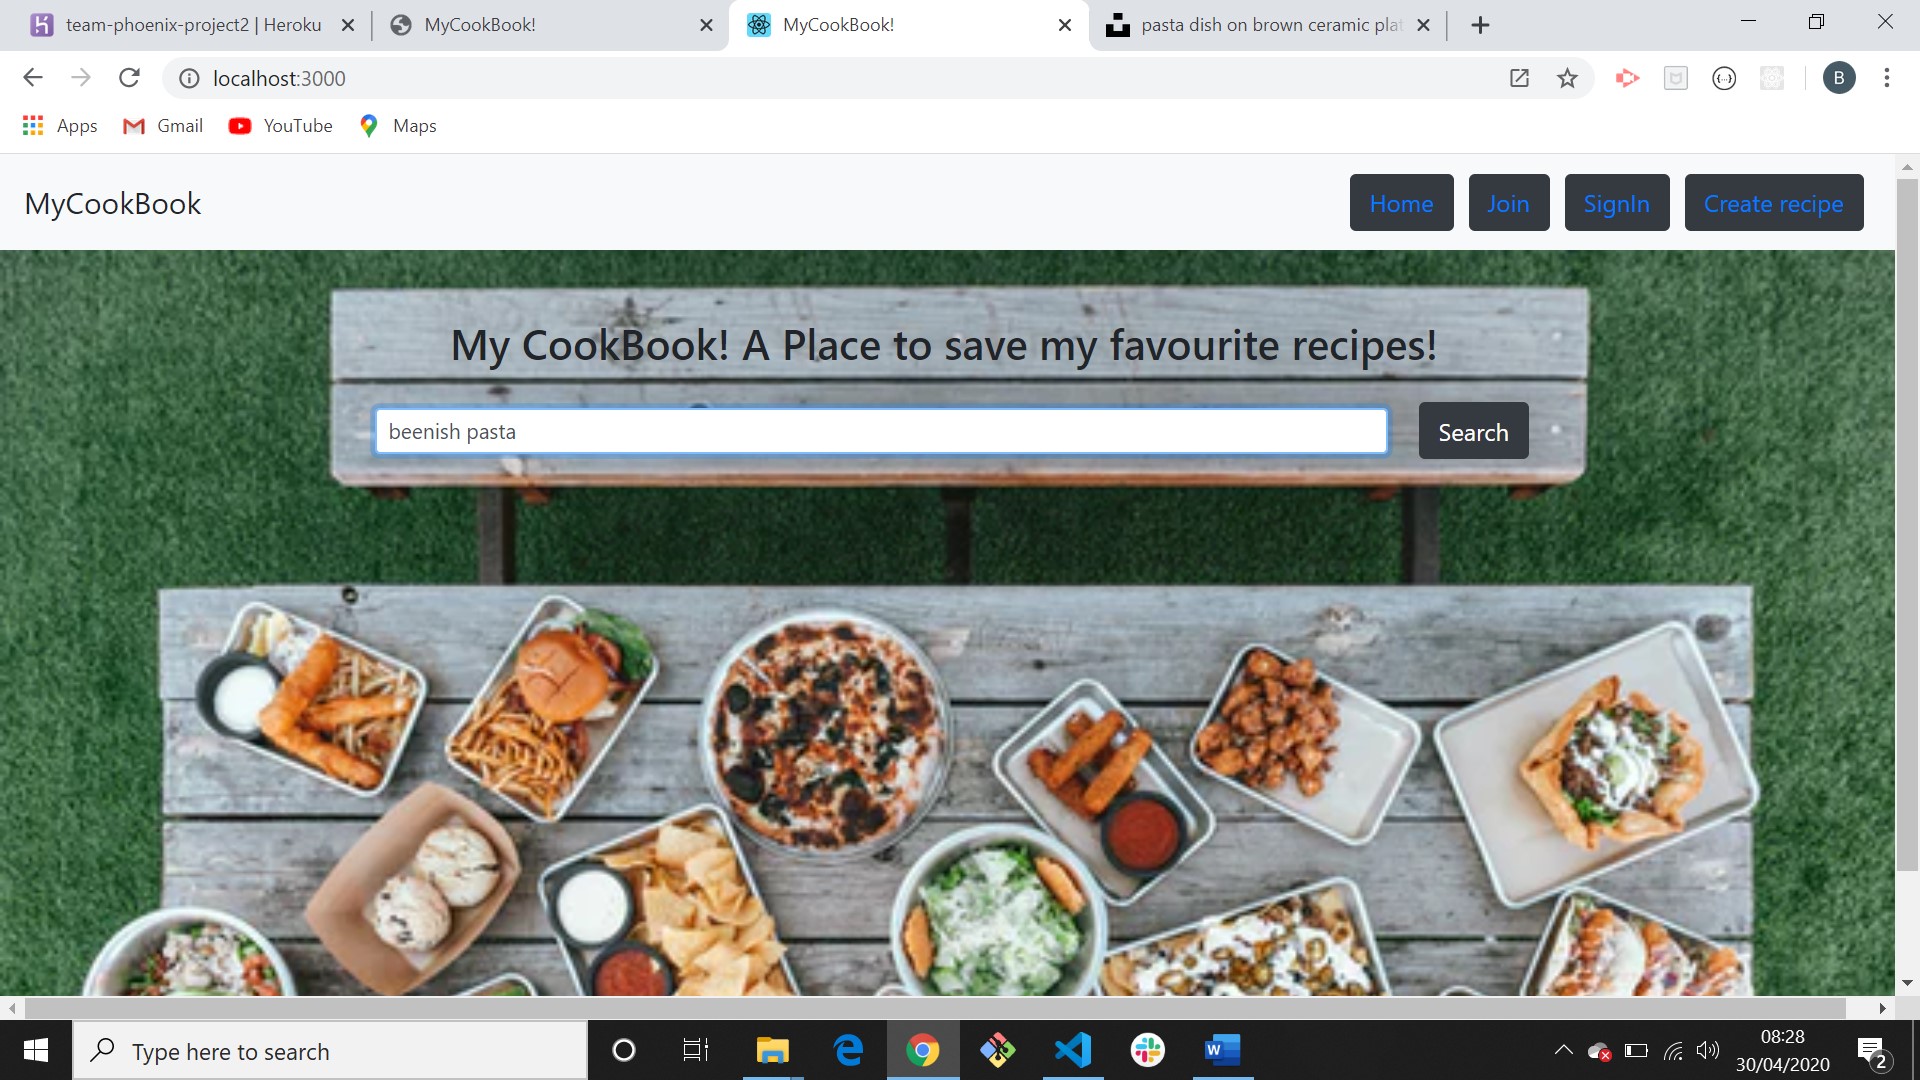 team-phoenix-project2 | Heroku
MyCookBook!
MyCookBook!
pasta dish on brown ceramic plat
localhost:3000
B
Apps
Gmail
YouTube
Maps
MyCookBook
Home
Join
SignIn
Create recipe
My CookBook! A Place to save my favourite recipes!
beenish pasta
Search
Type here to search
W
08:28
30/04/2020
2